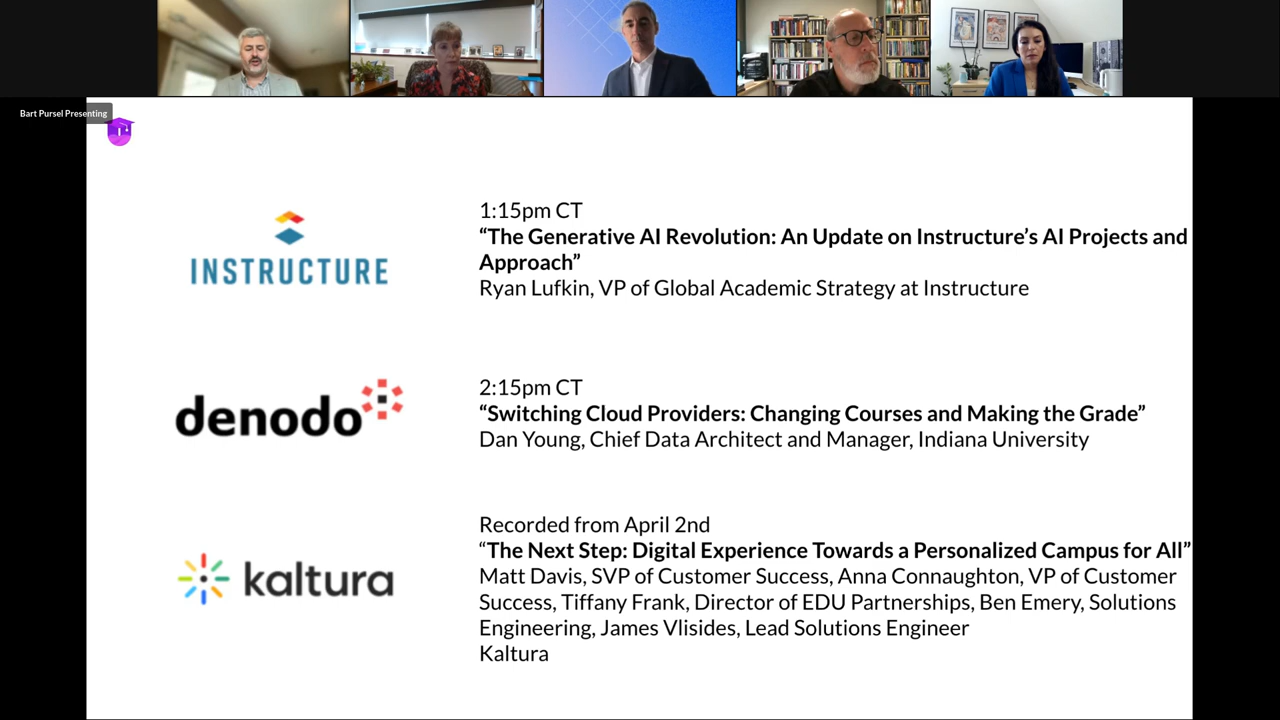 Bart Pursel Presenting
INSTRUCTURE
1:15pm CT
“The Generative AI Revolution: An Update on Instructure’s AI Projects and
Approach”
Ryan Lufkin, VP of Global Academic Strategy at Instructure
denodo
2:15pm CT
“Switching Cloud Providers: Changing Courses and Making the Grade”
Dan Young, Chief Data Architect and Manager, Indiana University
kaltura
Recorded from April 2nd
“The Next Step: Digital Experience Towards a Personalized Campus for All”
Matt Davis, SVP of Customer Success, Anna Connaughton, VP of Customer
Success, Tiffany Frank, Director of EDU Partnerships, Ben Emery, Solutions
Engineering, James Vlisides, Lead Solutions Engineer
Kaltura